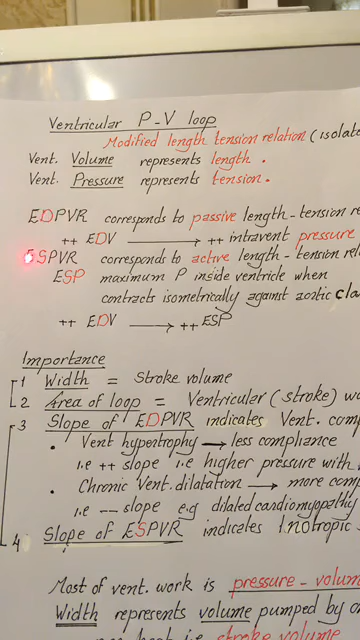 Ventricular P-V loop
Modified length tension relation (isolate
Vent. Volume represents length.
Vent. Pressure represents tension.
EDPVR corresponds to passive length-tension re
++ EDV → ++ intravent pressure
ESPVR corresponds to active length-tension rel
ESP maximum P inside ventricle when
contracts isometrically against aortic cla
++ EDV → ++ ESP
Importance
1 Width = Stroke volume
2 Area of loop = Ventricular (stroke) wo
3 Slope of EDPVR indicates Vent. com
• Vent hypertrophy → less compliance
i.e ++ slope i.e higher pressure with
• Chronic Vent. dilatation → more comp
i.e -- slope e.g dilated cardiomyopathy
4 Slope of ESPVR indicates Inotropic
Most of vent. work is pressure-volum
Width represents volume pumped by
stroke volume